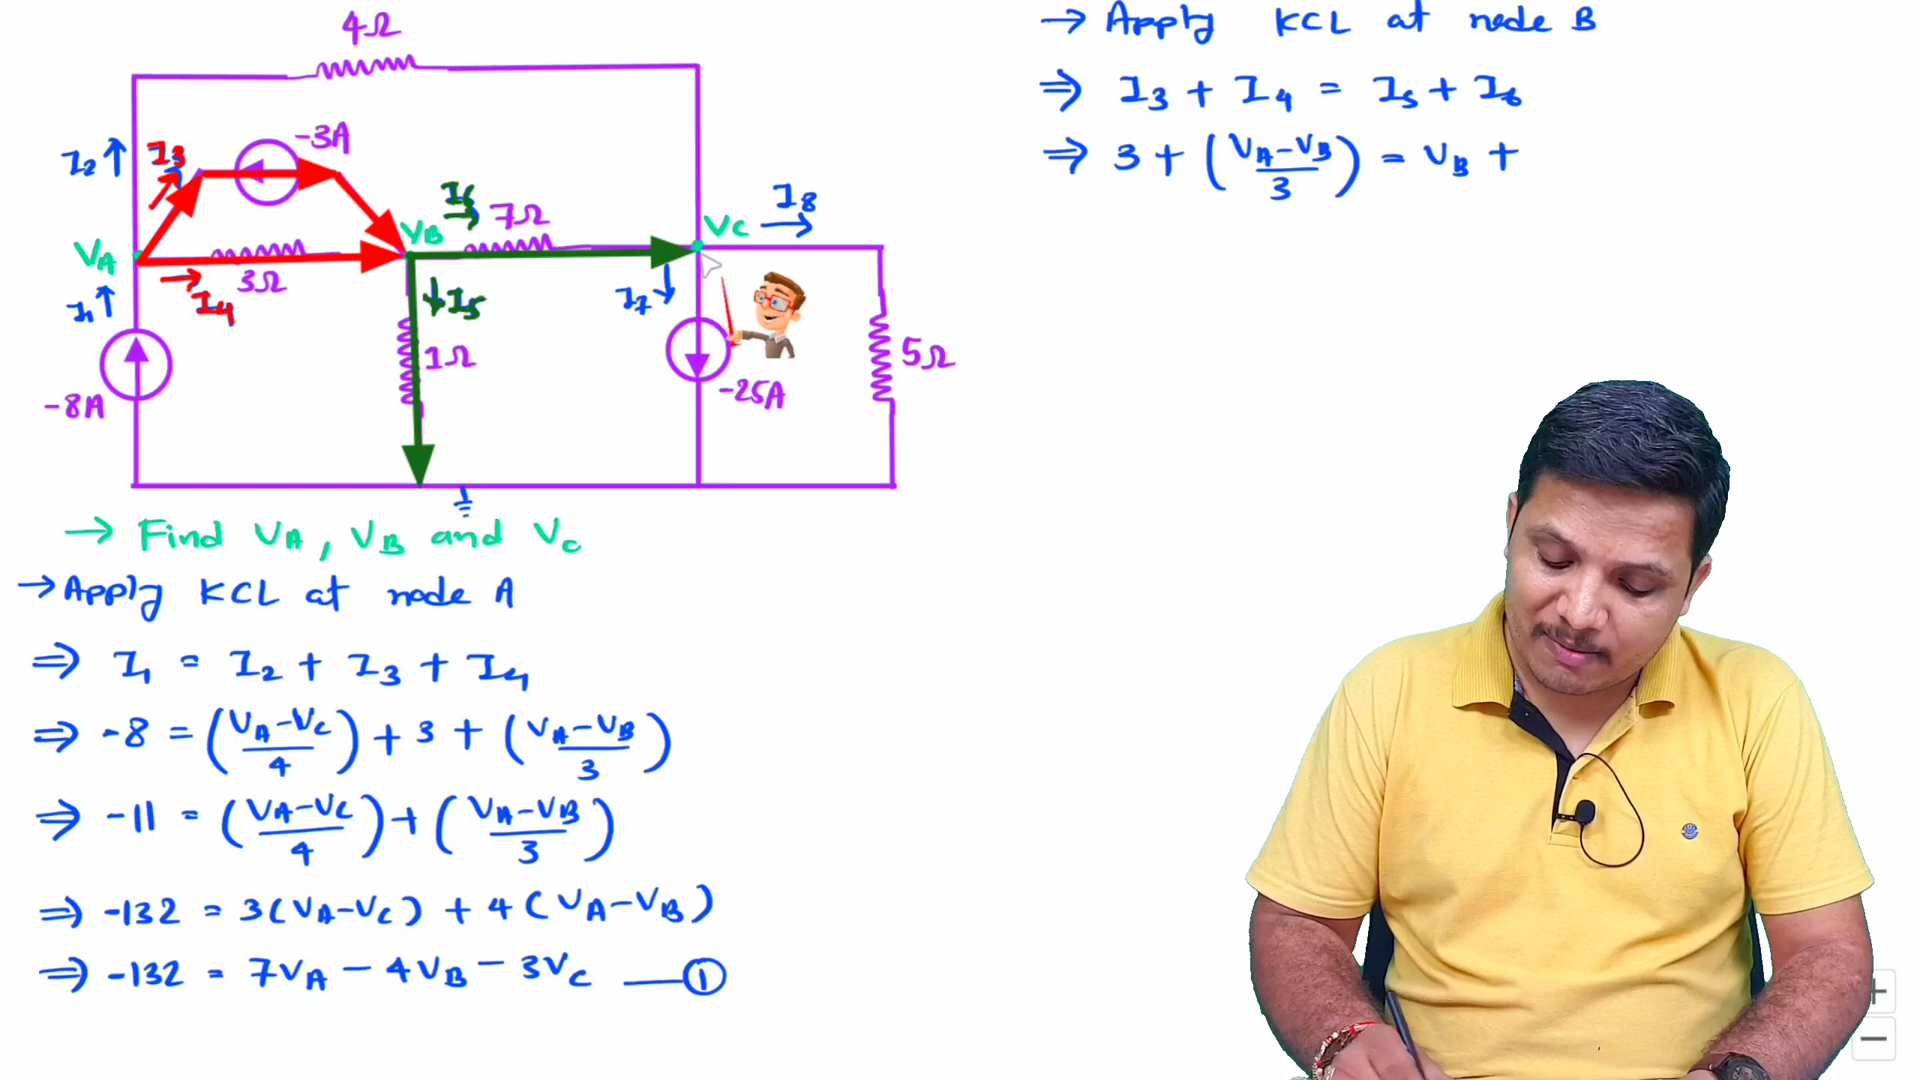 4Ω
-3A
I2 ↑
I3
VA
3Ω
I4
I1 ↑
-8A
VB
I6
7Ω
I5
1Ω
VC
I8
I7
-25A
5Ω
→ Find VA, VB and Vc
→ Apply KCL at node A
⇒ I1 = I2 + I3 + I4
⇒ -8 = (VA-VC/4) + 3 + (VA-VB/3)
⇒ -11 = (VA-VC/4) + (VA-VB/3)
⇒ -132 = 3(VA-VC) + 4(VA-VB)
⇒ -132 = 7VA - 4VB - 3VC —①
→ Apply KCL at node B
⇒ I3 + I4 = I5 + I6
⇒ 3 + (VA-VB/3) = VB +